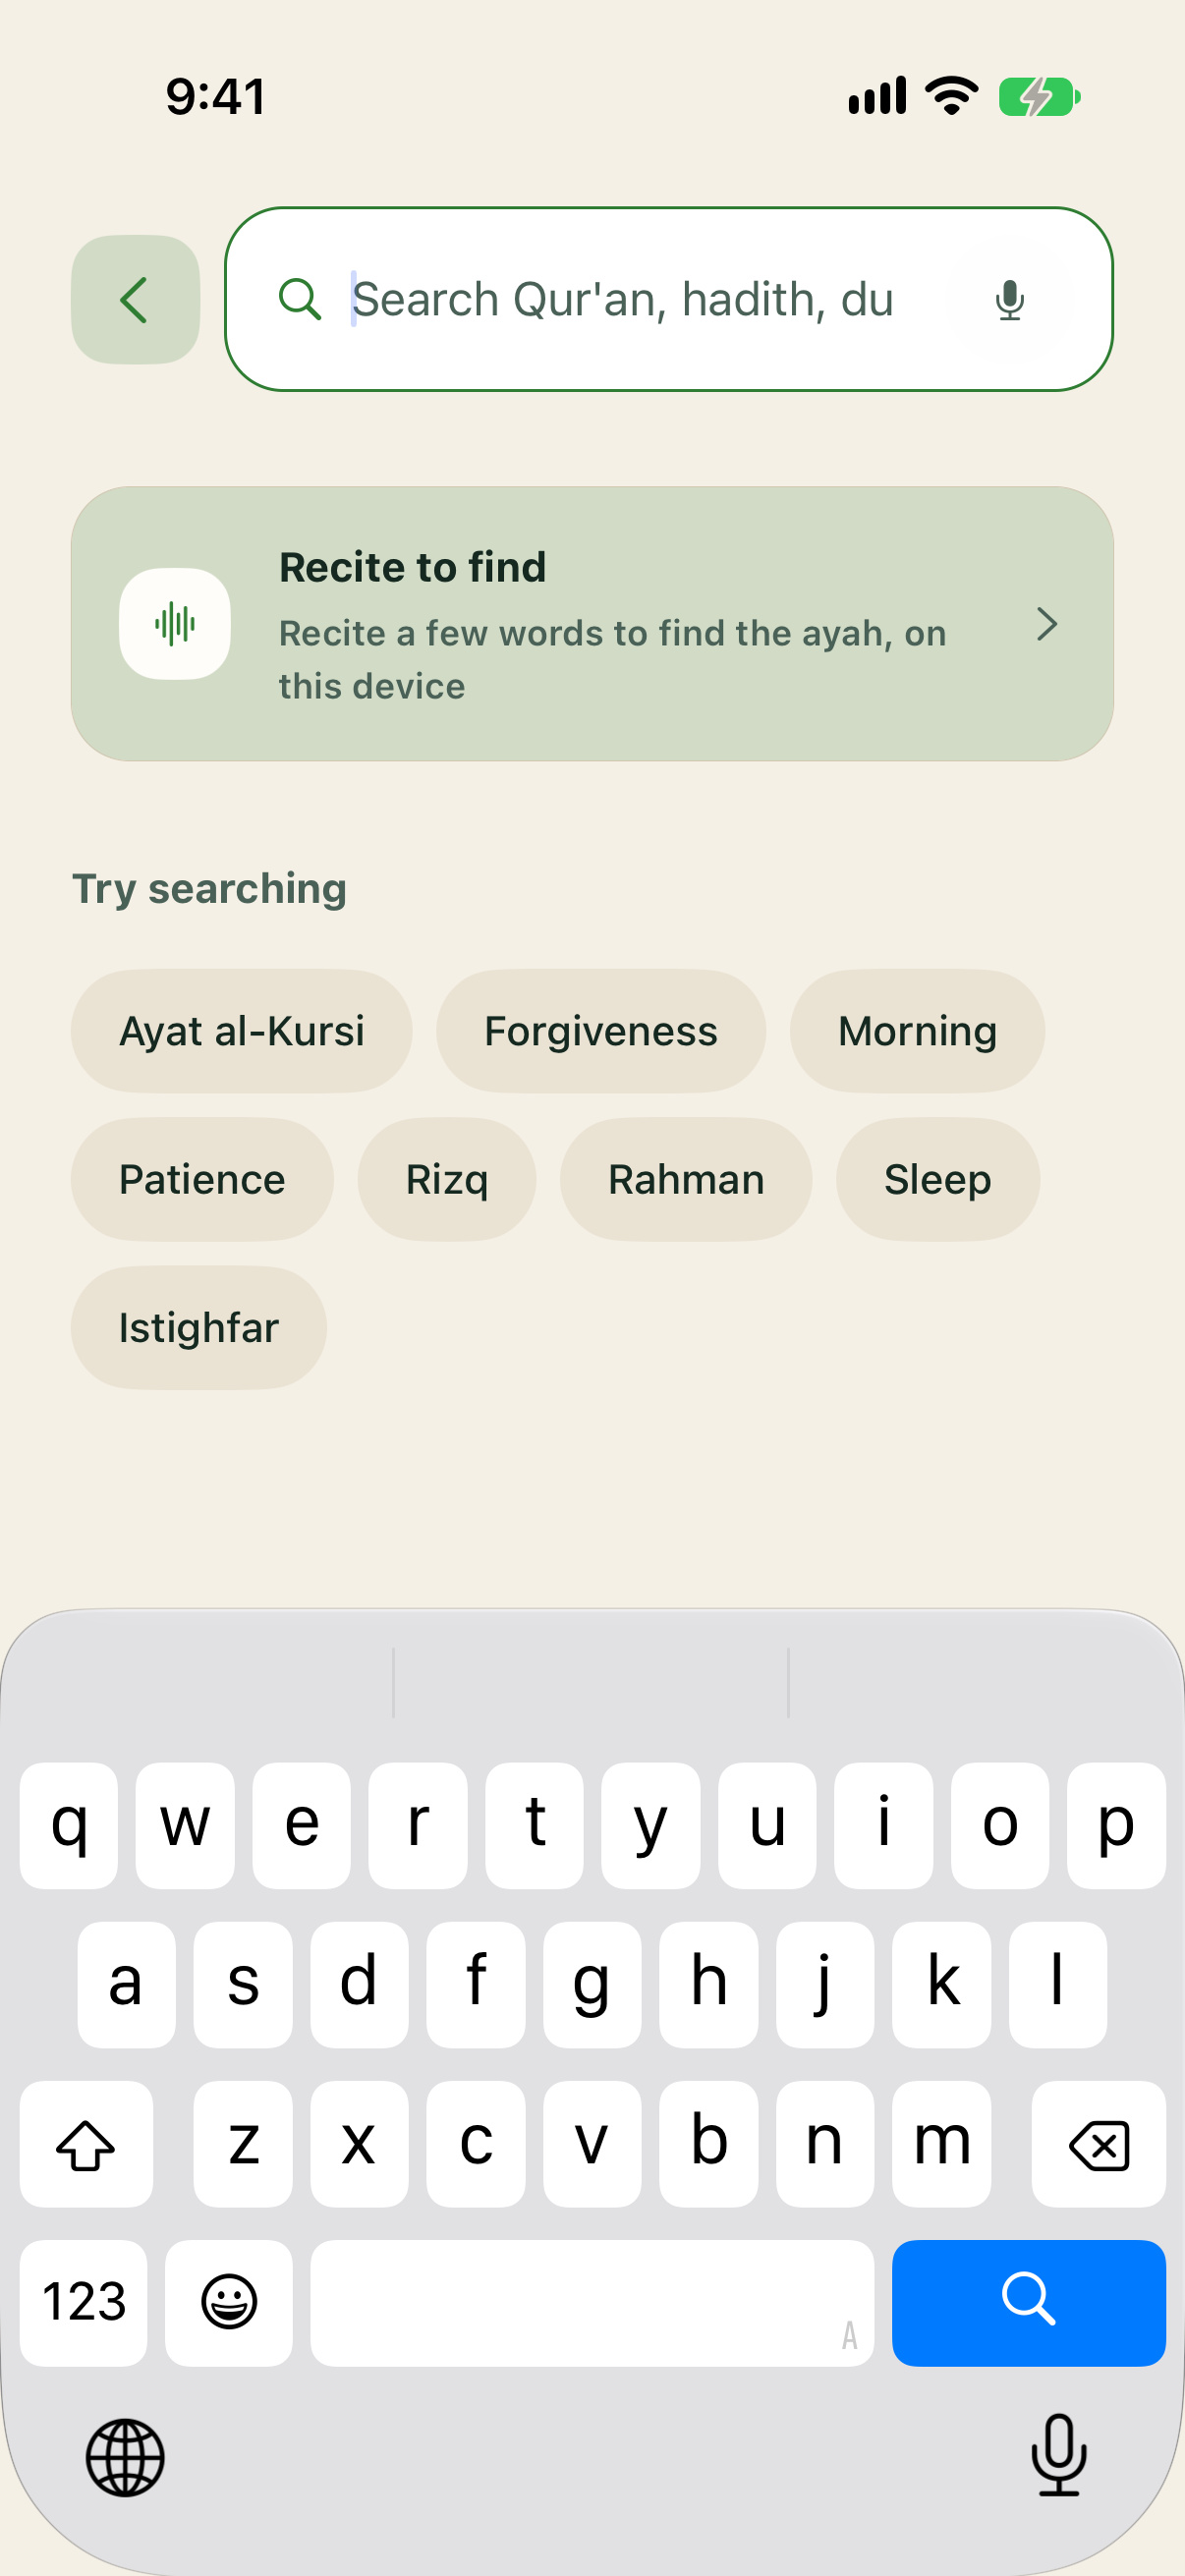 9:41
Search Qur'an, hadith, du
Recite to find
Recite a few words to find the ayah, on
this device
Try searching
Ayat al-Kursi Forgiveness Morning
Patience Rizq Rahman Sleep
Istighfar
q w e r t y u i o p
a s d f g h j k l
z x c v b n m
123 A